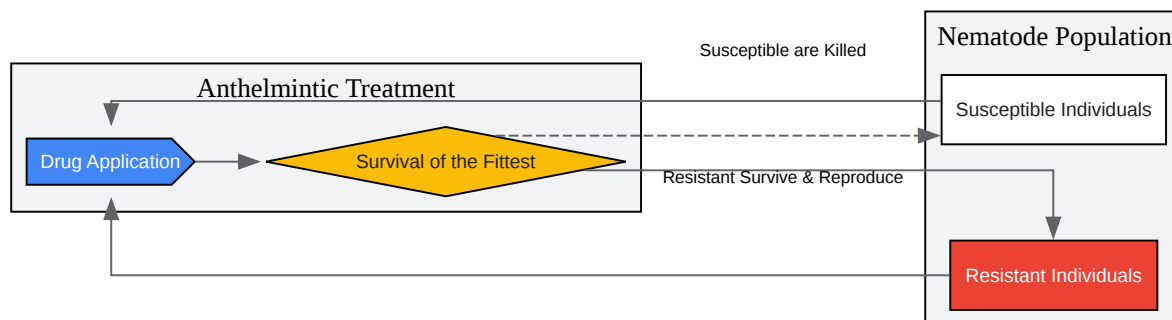 Susceptible are Killed
Nematode Population
Anthelmintic Treatment
Susceptible Individuals
Drug Application
Survival of the Fittest
Resistant Survive & Reproduce
Resistant Individuals